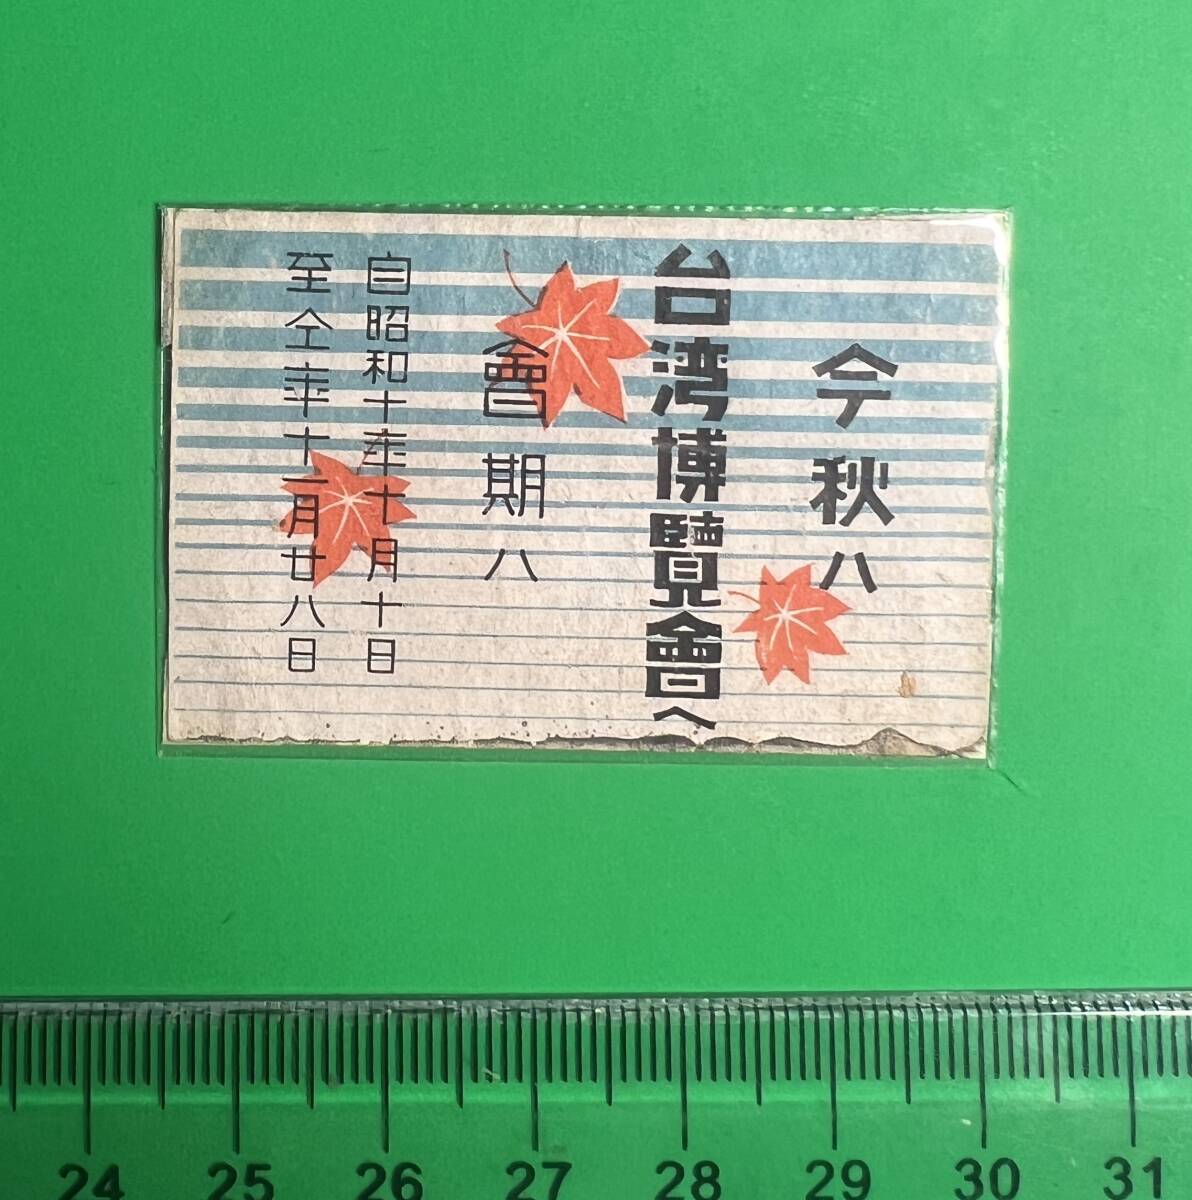 今秋ハ
台湾博覽會へ
會期ハ
自昭和十年十月十日
至仝年十一月廿八日
24 25 26 27 28 29 30 31